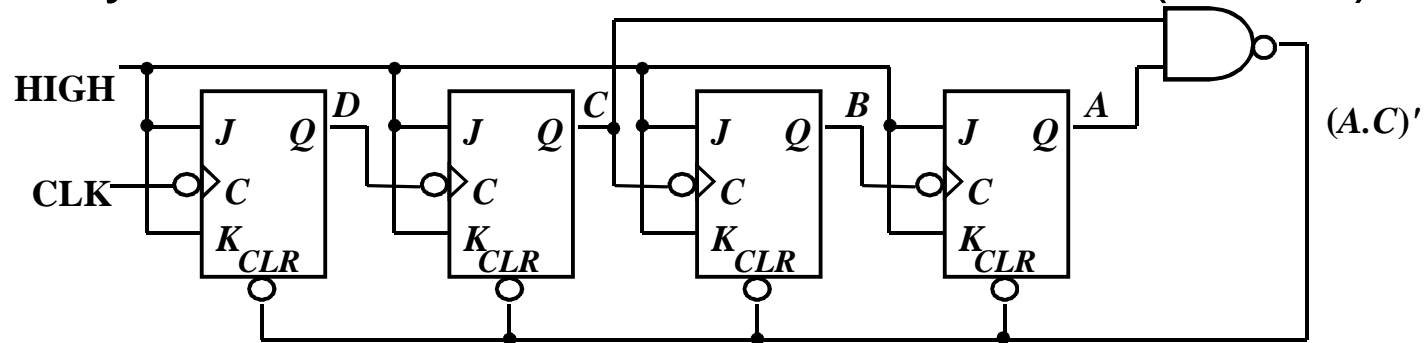 HIGH
D C B A
(A.C)'
J Q J Q J Q J Q
CLK
C C C C
K K K K
CLR CLR CLR CLR